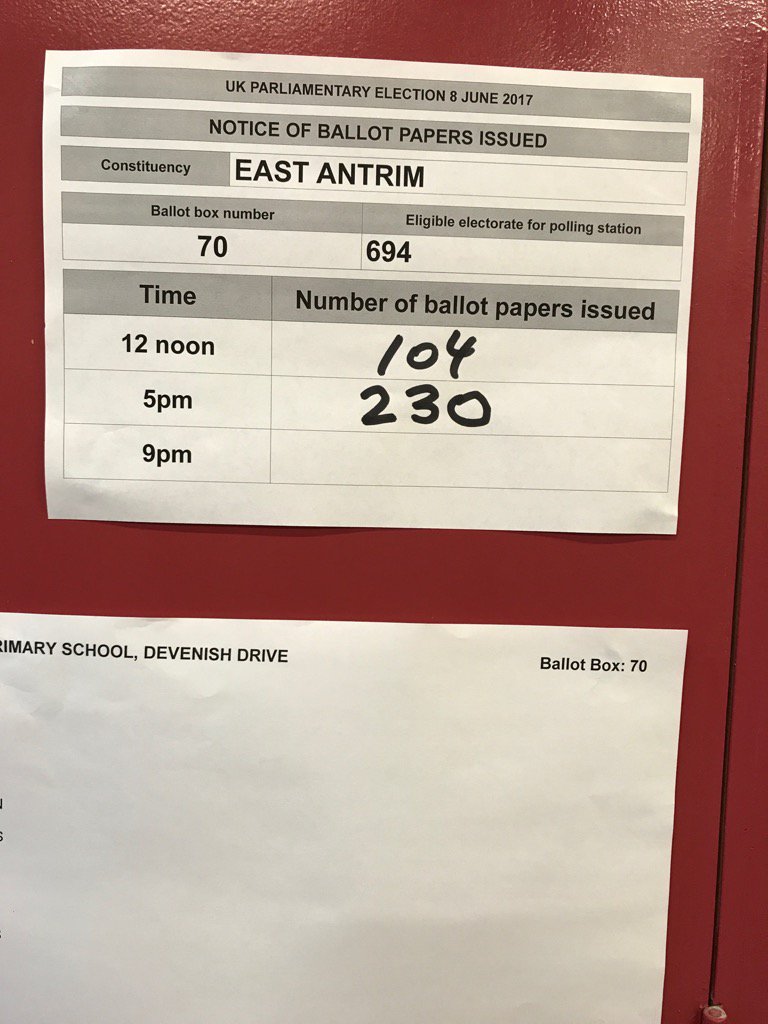 UK PARLIAMENTARY ELECTION 8 JUNE 2017
NOTICE OF BALLOT PAPERS ISSUED
Constituency EAST ANTRIM
Ballot box number Eligible electorate for polling station
70 694
Time Number of ballot papers issued
12 noon 104
5pm 230
9pm
SCHOOL, DEVENISH DRIVE Ballot Box: 70